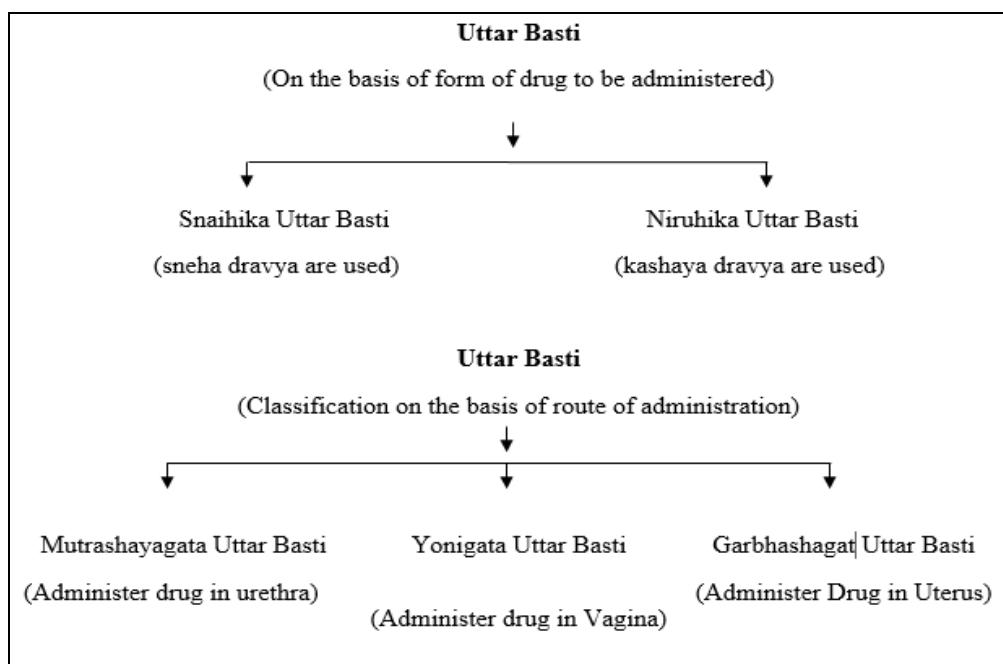 Uttar Basti
(On the basis of form of drug to be administered)
Snaihika Uttar Basti Niruhika Uttar Basti
(sneha dravya are used) (kashaya dravya are used)
Uttar Basti
(Classification on the basis of route of administration)
Mutrashayagata Uttar Basti Yonigata Uttar Basti Garbhashagat Uttar Basti
(Administer drug in urethra) (Administer Drug in Uterus)
(Administer drug in Vagina)